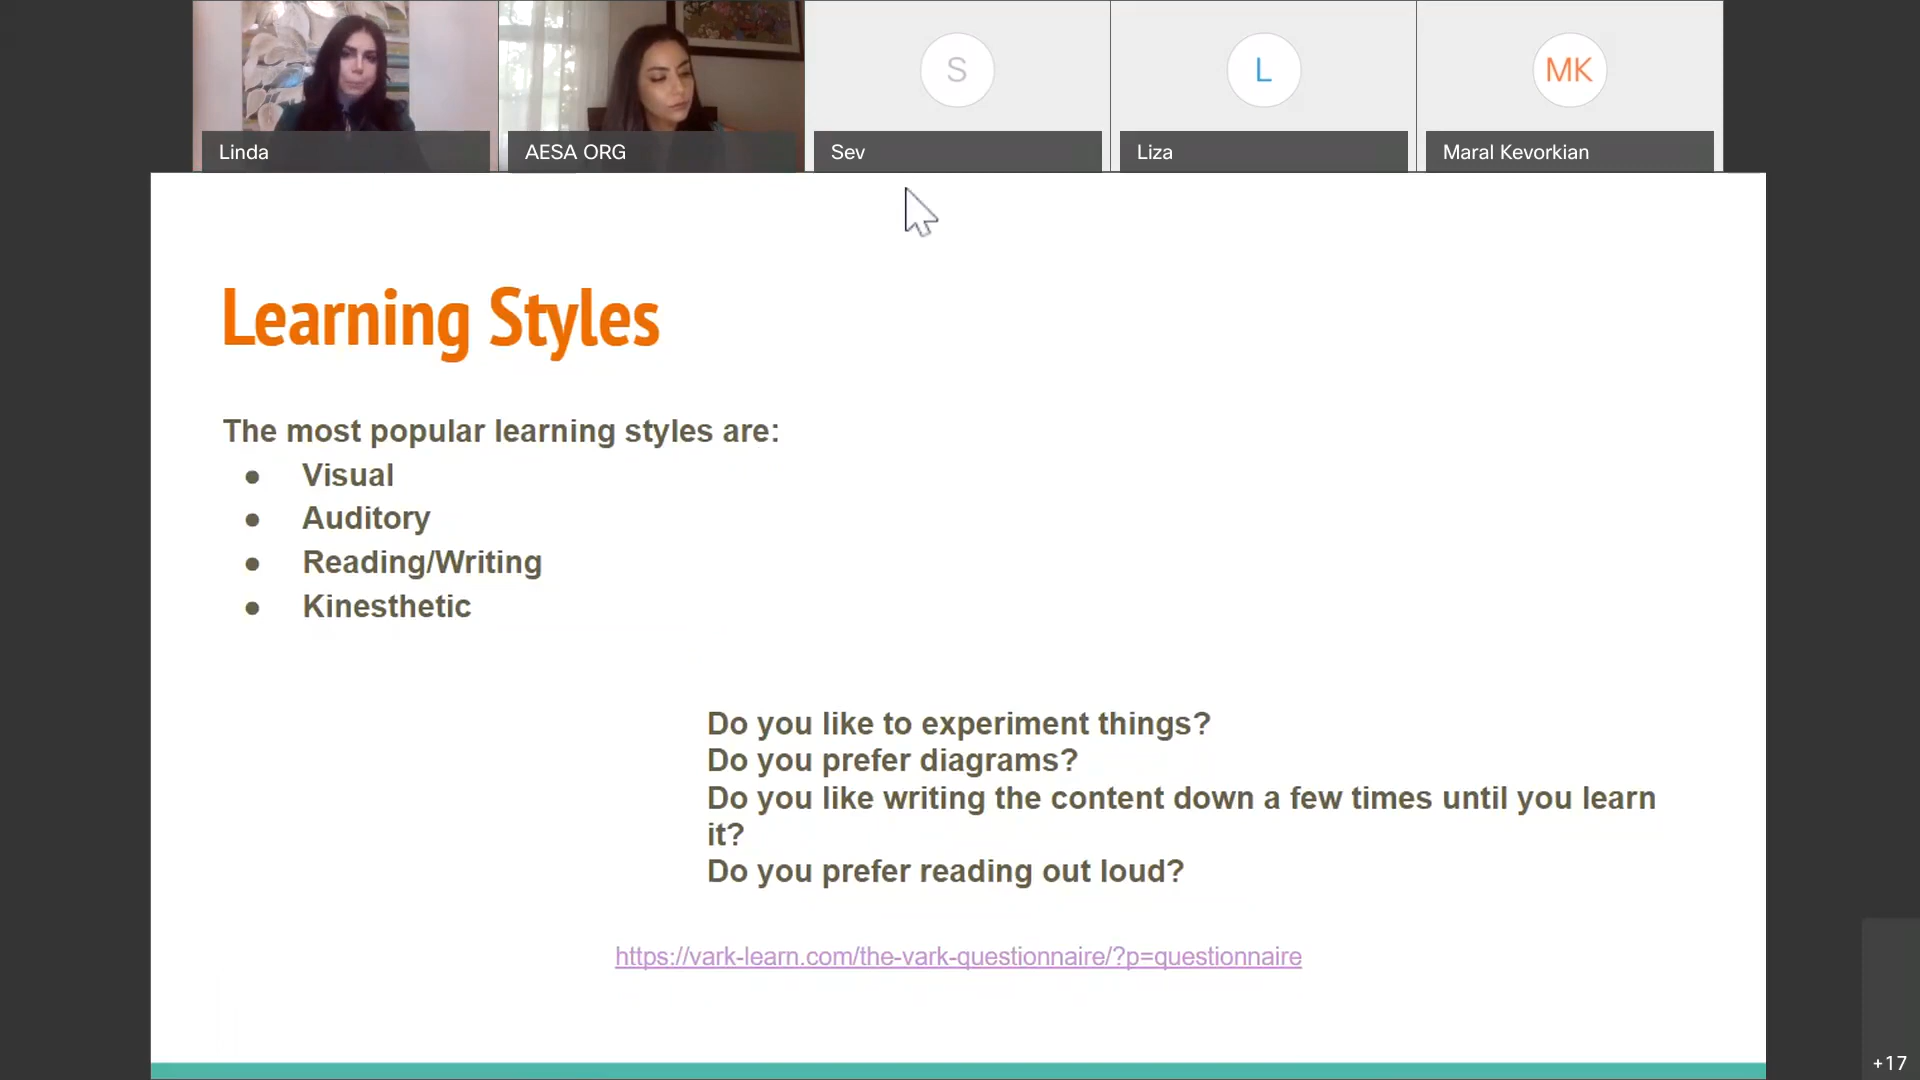 S
L
MK
Linda
AESA ORG
Sev
Liza
Maral Kevorkian
Learning Styles
The most popular learning styles are:
● Visual
● Auditory
● Reading/Writing
● Kinesthetic
Do you like to experiment things?
Do you prefer diagrams?
Do you like writing the content down a few times until you learn
it?
Do you prefer reading out loud?
https://vark-learn.com/the-vark-questionnaire/?p=questionnaire
+17